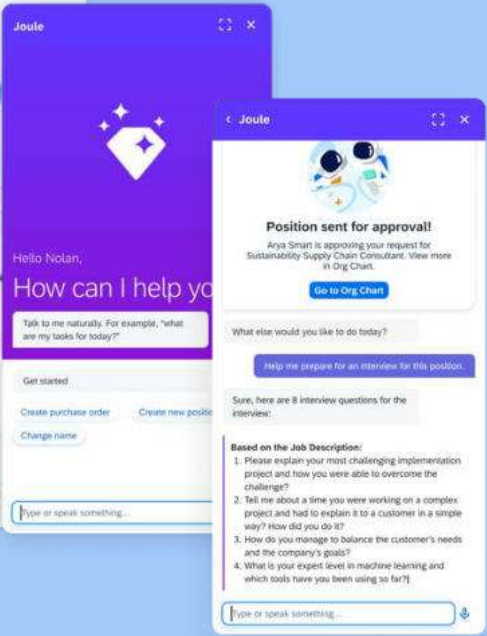 Joule
Hello Nolan,
How can I help yo
Talk to me naturally. For example, "what
are my tasks for today?"
Get started
Create purchase order
Create new positio
Change name
Type or speak something...
Joule
Position sent for approval!
Arya Smart is approving your request for
Sustainability Supply Chain Consultant. View more
in Org Chart.
Go to Org Chart
What else would you like to do today?
Help me prepare for an interview for this position.
Sure, here are 8 interview questions for the
interview:
Based on the Job Description:
1. Please explain your most challenging implementation
project and how you were able to overcome the
challenge?
2. Tell me about a time you were working on a complex
project and had to explain it to a customer in a simple
way? How did you do it?
3. How do you manage to balance the customer's needs
and the company's goals?
4. What is your expert level in machine learning and
which tools have you been using so far?
Type or speak something...